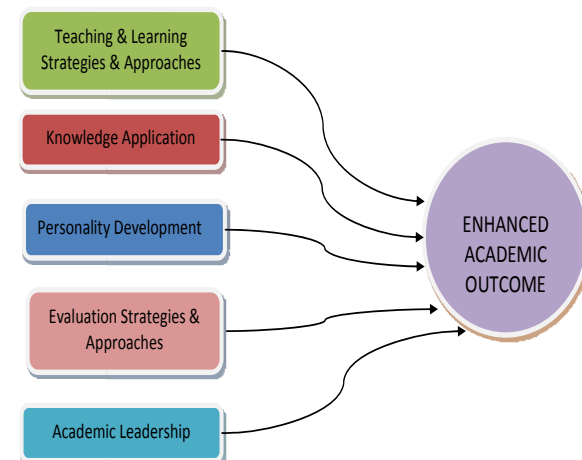 Teaching & Learning
Strategies & Approaches
Knowledge Application
Personality Development
Evaluation Strategies &
Approaches
Academic Leadership
ENHANCED
ACADEMIC
OUTCOME